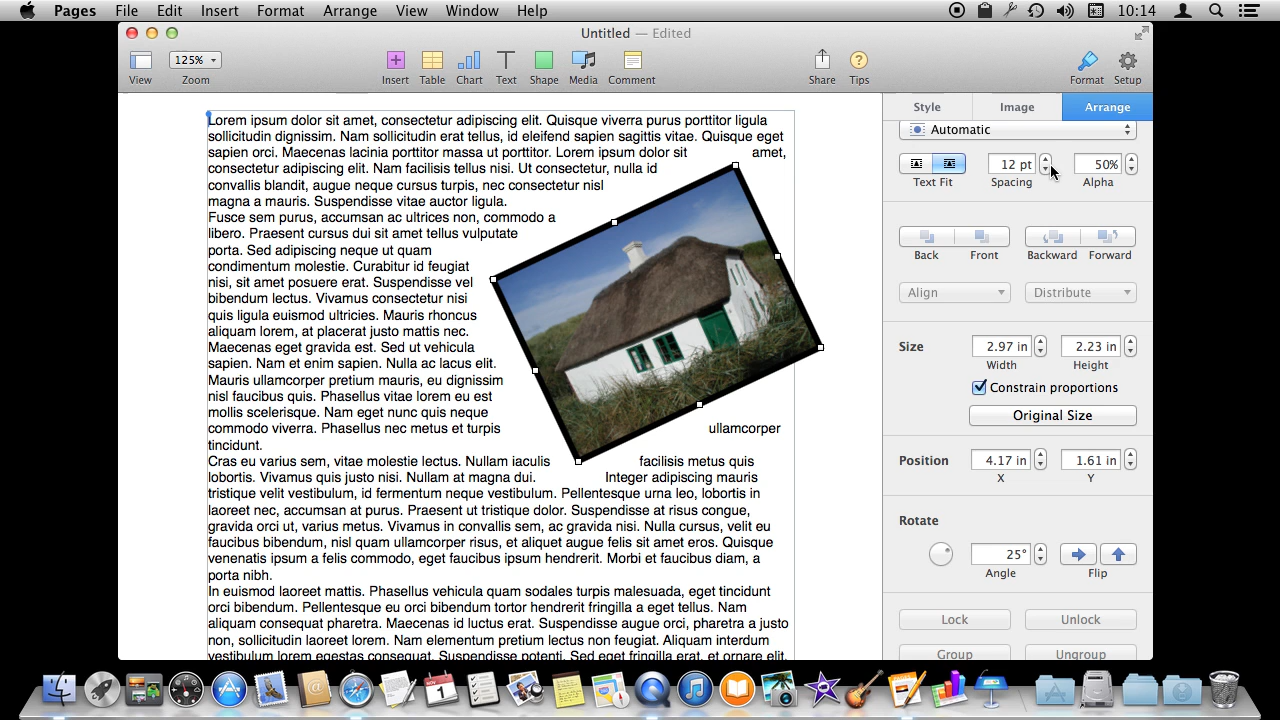 Pages File Edit Insert Format Arrange View Window Help 10:14
Untitled — Edited
125%
View Zoom Insert Table Chart Text Shape Media Comment Share Tips Format Setup
Style Image Arrange
Automatic
12 pt 50%
Text Fit Spacing Alpha
Back Front Backward Forward
Align Distribute
Size 2.97 in 2.23 in
Width Height
Constrain proportions
Original Size
Position 4.17 in 1.61 in
X Y
Rotate
25°
Angle Flip
Lock Unlock
Group Ungroup
Lorem ipsum dolor sit amet, consectetur adipiscing elit. Quisque viverra purus porttitor ligula
sollicitudin dignissim. Nam sollicitudin erat tellus, id eleifend sapien sagittis vitae. Quisque eget
sapien orci. Maecenas lacinia porttitor massa ut porttitor. Lorem ipsum dolor sit amet,
consectetur adipiscing elit. Nam facilisis tellus nisi. Ut consectetur, nulla id
convallis blandit, augue neque cursus turpis, nec consectetur nisl
magna a mauris. Suspendisse vitae auctor ligula.
Fusce sem purus, accumsan ac ultrices non, commodo a
libero. Praesent cursus dui sit amet tellus vulputate
porta. Sed adipiscing neque ut quam
condimentum molestie. Curabitur id feugiat
nisi, sit amet posuere erat. Suspendisse vel
bibendum lectus. Vivamus consectetur nisi
quis ligula euismod ultricies. Mauris rhoncus
aliquam lorem, at placerat justo mattis nec.
Maecenas eget gravida est. Sed ut vehicula
sapien. Nam et enim sapien. Nulla ac lacus elit.
Mauris ullamcorper pretium mauris, eu dignissim
nisl faucibus quis. Phasellus vitae lorem eu est
mollis scelerisque. Nam eget nunc quis neque
commodo viverra. Phasellus nec metus et turpis ullamcorper
tincidunt.
Cras eu varius sem, vitae molestie lectus. Nullam iaculis facilisis metus quis
lobortis. Vivamus quis justo nisi. Nullam at magna dui. Integer adipiscing mauris
tristique velit vestibulum, id fermentum neque vestibulum. Pellentesque urna leo, lobortis in
laoreet nec, accumsan at purus. Praesent ut tristique dolor. Suspendisse at risus congue,
gravida orci ut, varius metus. Vivamus in convallis sem, ac gravida nisi. Nulla cursus, velit eu
faucibus bibendum, nisl quam ullamcorper risus, et aliquet augue felis sit amet eros. Quisque
venenatis ipsum a felis commodo, eget faucibus ipsum hendrerit. Morbi et faucibus diam, a
porta nibh.
In euismod laoreet mattis. Phasellus vehicula quam sodales turpis malesuada, eget tincidunt
orci bibendum. Pellentesque eu orci bibendum tortor hendrerit fringilla a eget tellus. Nam
aliquam consequat pharetra. Maecenas id luctus erat. Suspendisse augue orci, pharetra a justo
non, sollicitudin laoreet lorem. Nam elementum pretium lectus non feugiat. Aliquam interdum
vestibulum lorem egestas consequat. Suspendisse potenti. Sed eget fringilla erat, et ornare elit.
NOV
1